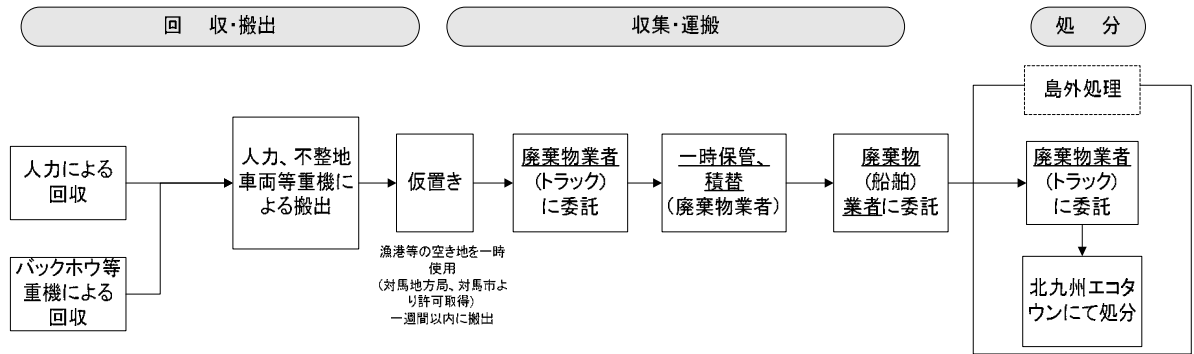 回 収・搬出
収集・運搬
処 分
人力による
回収
バックホウ等
重機による
回収
人力、不整地
車両等重機に
よる搬出
仮置き
漁港等の空き地を一時
使用
(対馬地方局、対馬市よ
り許可取得)
一週間以内に搬出
廃棄物業者
(トラック)
に委託
一時保管、
積替
(廃棄物業者)
廃棄物
(船舶)
業者に委託
島外処理
廃棄物業者
(トラック)
に委託
北九州エコタ
ウンにて処分